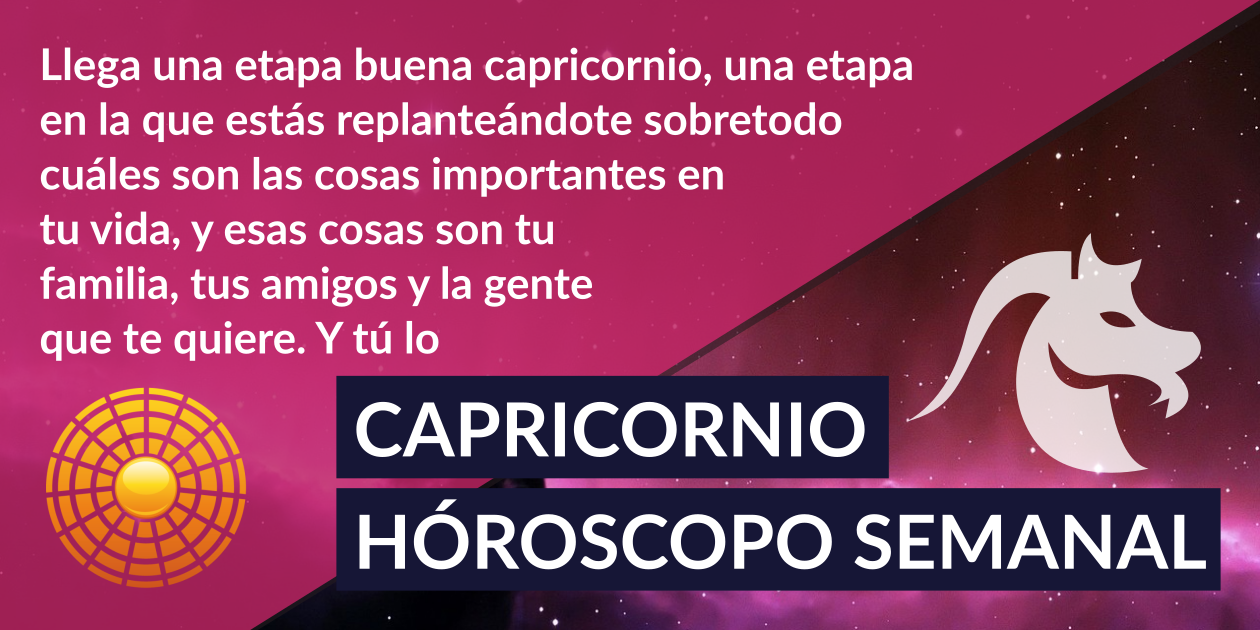 Llega una etapa buena capricornio, una etapa
en la que estás replanteándote sobretodo
cuáles son las cosas importantes en
tu vida, y esas cosas son tu
familia, tus amigos y la gente
que te quiere. Y tú lo
CAPRICORNIO
HÓROSCOPO SEMANAL